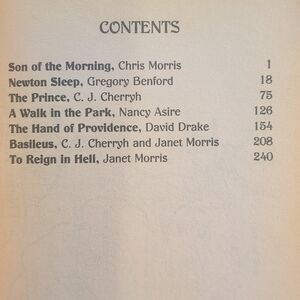 CONTENTS
Son of the Morning, Chris Morris 1
Newton Sleep, Gregory Benford 18
The Prince, C. J. Cherryh 75
A Walk in the Park, Nancy Asire 126
The Hand of Providence, David Drake 154
Basileus, C. J. Cherryh and Janet Morris 208
To Reign in Hell, Janet Morris 240